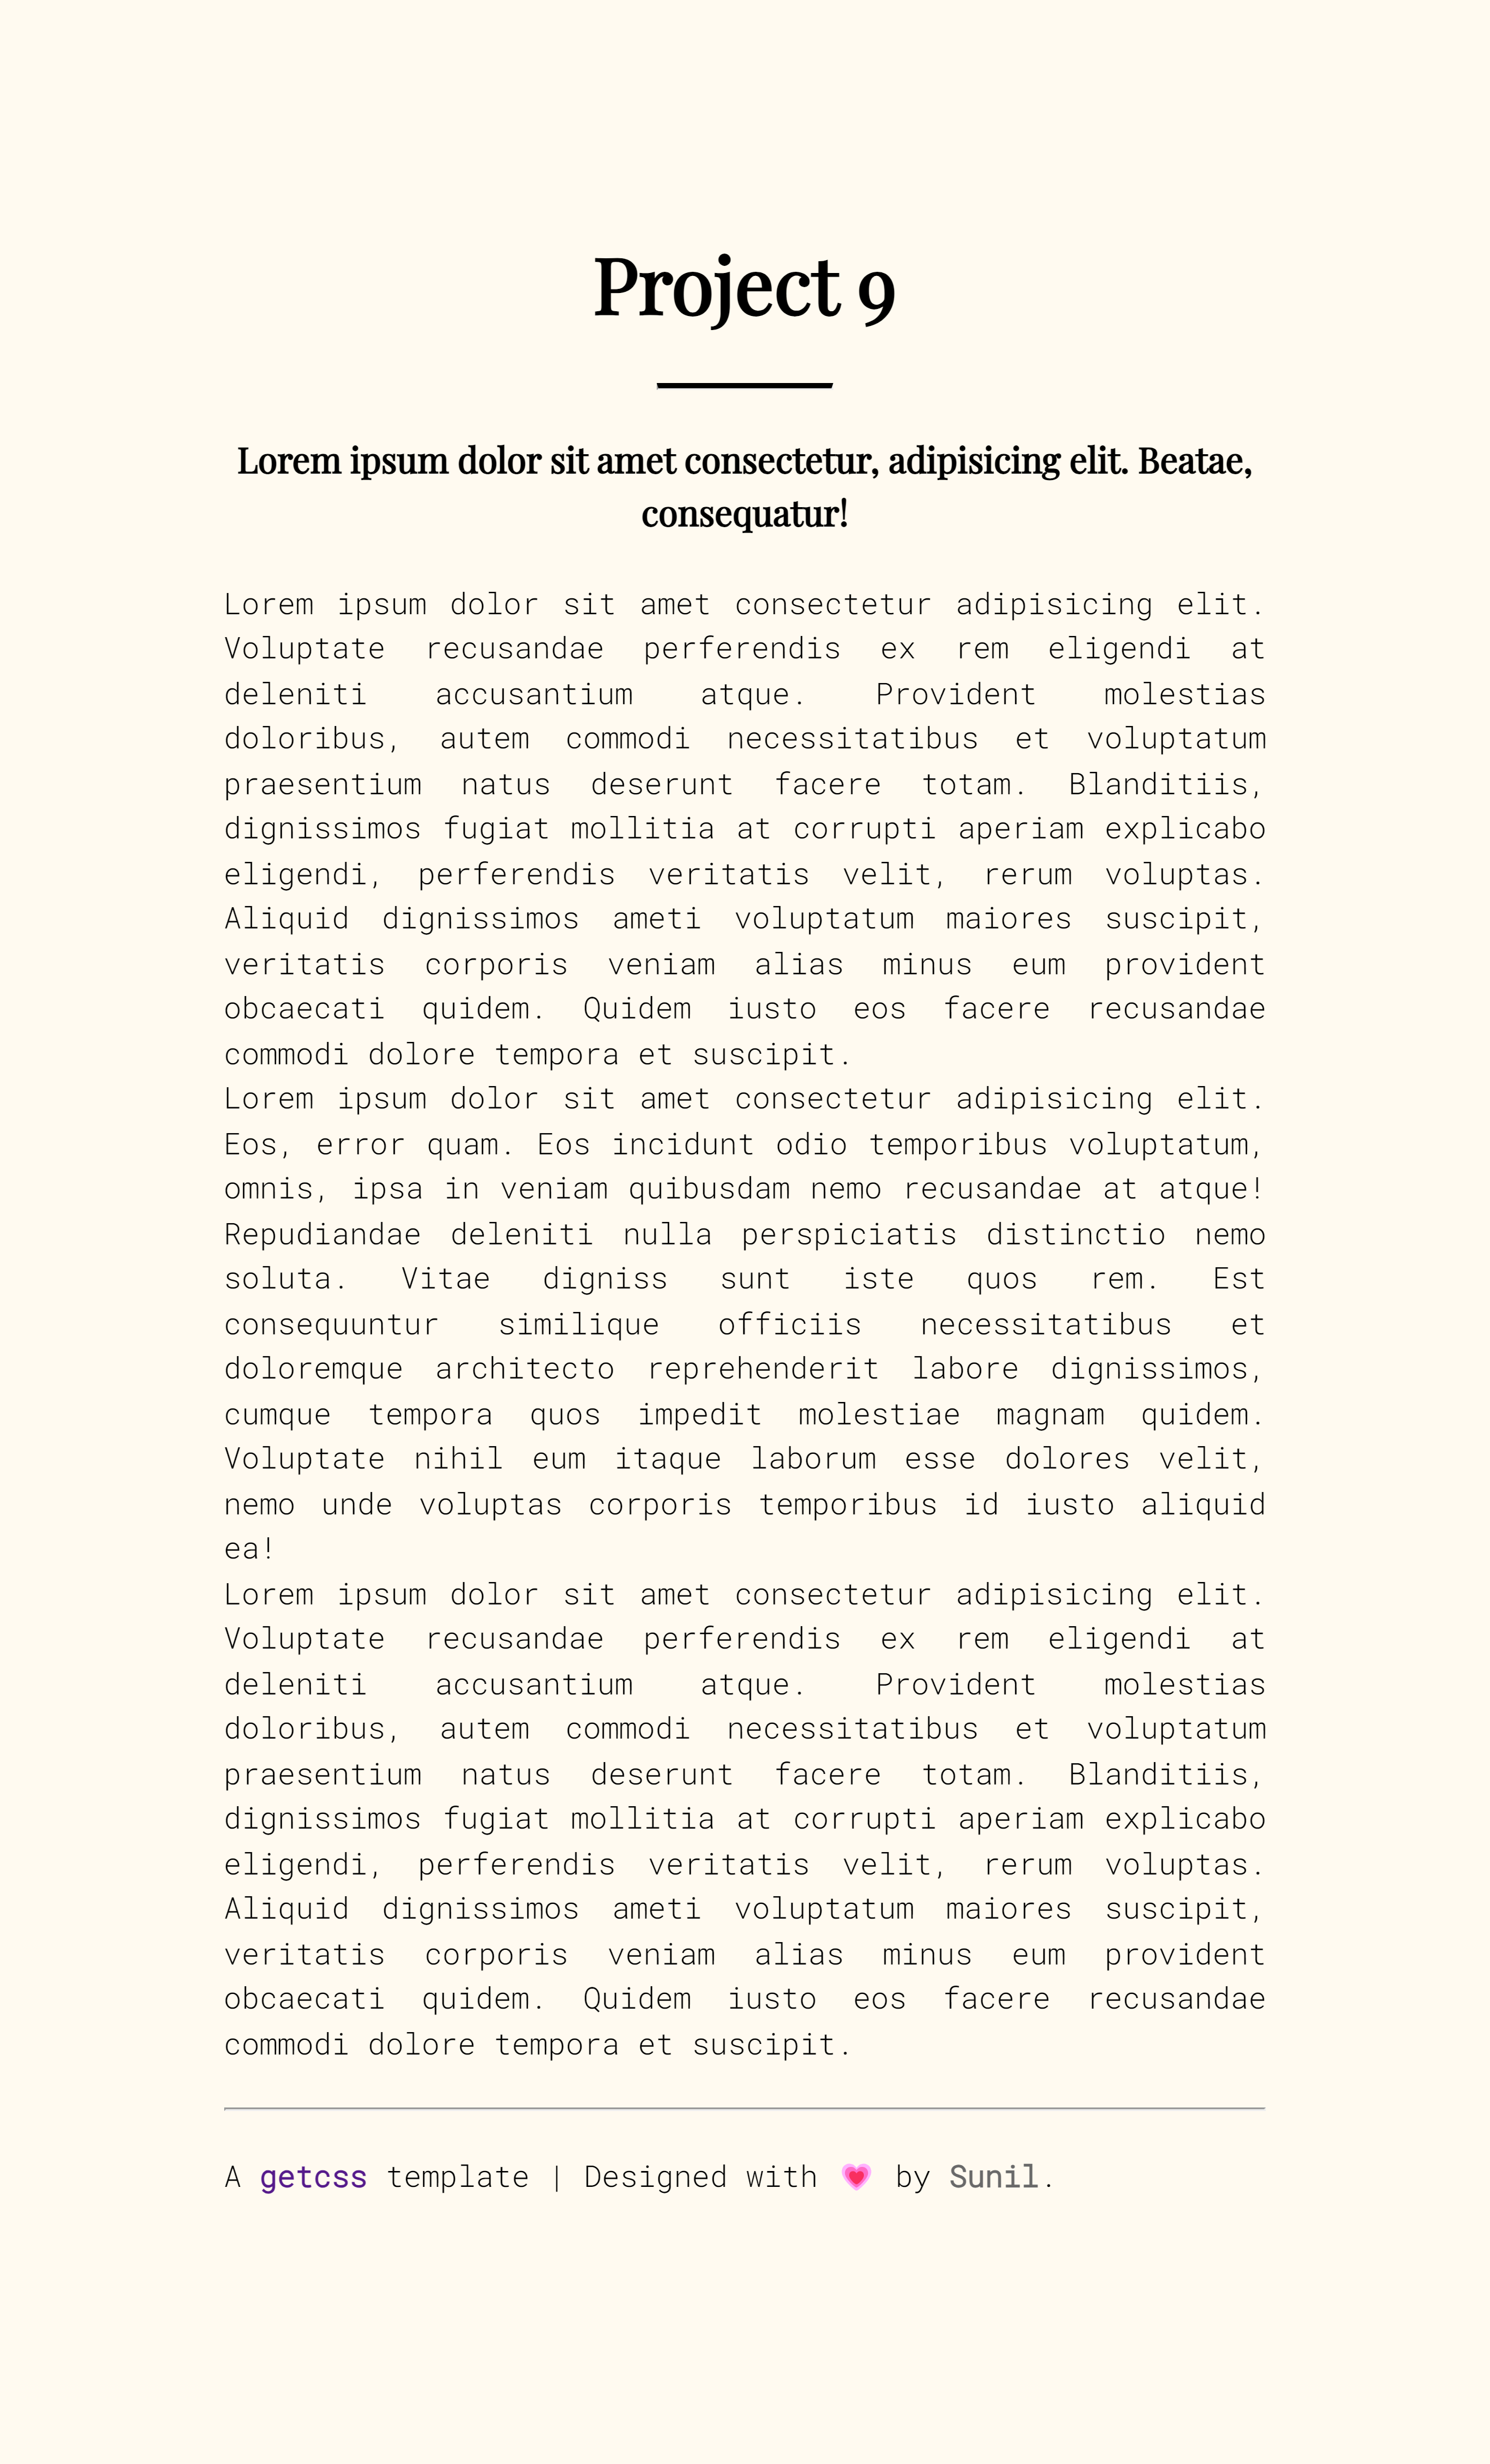 Project 9
Lorem ipsum dolor sit amet consectetur, adipisicing elit. Beatae,
consequatur!
Lorem ipsum dolor sit amet consectetur adipisicing elit.
Voluptate recusandae perferendis ex rem eligendi at
deleniti accusantium atque. Provident molestias
doloribus, autem commodi necessitatibus et voluptatum
praesentium natus deserunt facere totam. Blanditiis,
dignissimos fugiat mollitia at corrupti aperiam explicabo
eligendi, perferendis veritatis velit, rerum voluptas.
Aliquid dignissimos ameti voluptatum maiores suscipit,
veritatis corporis veniam alias minus eum provident
obcaecati quidem. Quidem iusto eos facere recusandae
commodi dolore tempora et suscipit.
Lorem ipsum dolor sit amet consectetur adipisicing elit.
Eos, error quam. Eos incidunt odio temporibus voluptatum,
omnis, ipsa in veniam quibusdam nemo recusandae at atque!
Repudiandae deleniti nulla perspiciatis distinctio nemo
soluta. Vitae digniss sunt iste quos rem. Est
consequuntur similique officiis necessitatibus et
doloremque architecto reprehenderit labore dignissimos,
cumque tempora quos impedit molestiae magnam quidem.
Voluptate nihil eum itaque laborum esse dolores velit,
nemo unde voluptas corporis temporibus id iusto aliquid
ea!
Lorem ipsum dolor sit amet consectetur adipisicing elit.
Voluptate recusandae perferendis ex rem eligendi at
deleniti accusantium atque. Provident molestias
doloribus, autem commodi necessitatibus et voluptatum
praesentium natus deserunt facere totam. Blanditiis,
dignissimos fugiat mollitia at corrupti aperiam explicabo
eligendi, perferendis veritatis velit, rerum voluptas.
Aliquid dignissimos ameti voluptatum maiores suscipit,
veritatis corporis veniam alias minus eum provident
obcaecati quidem. Quidem iusto eos facere recusandae
commodi dolore tempora et suscipit.
A getcss template | Designed with 💗 by Sunil.